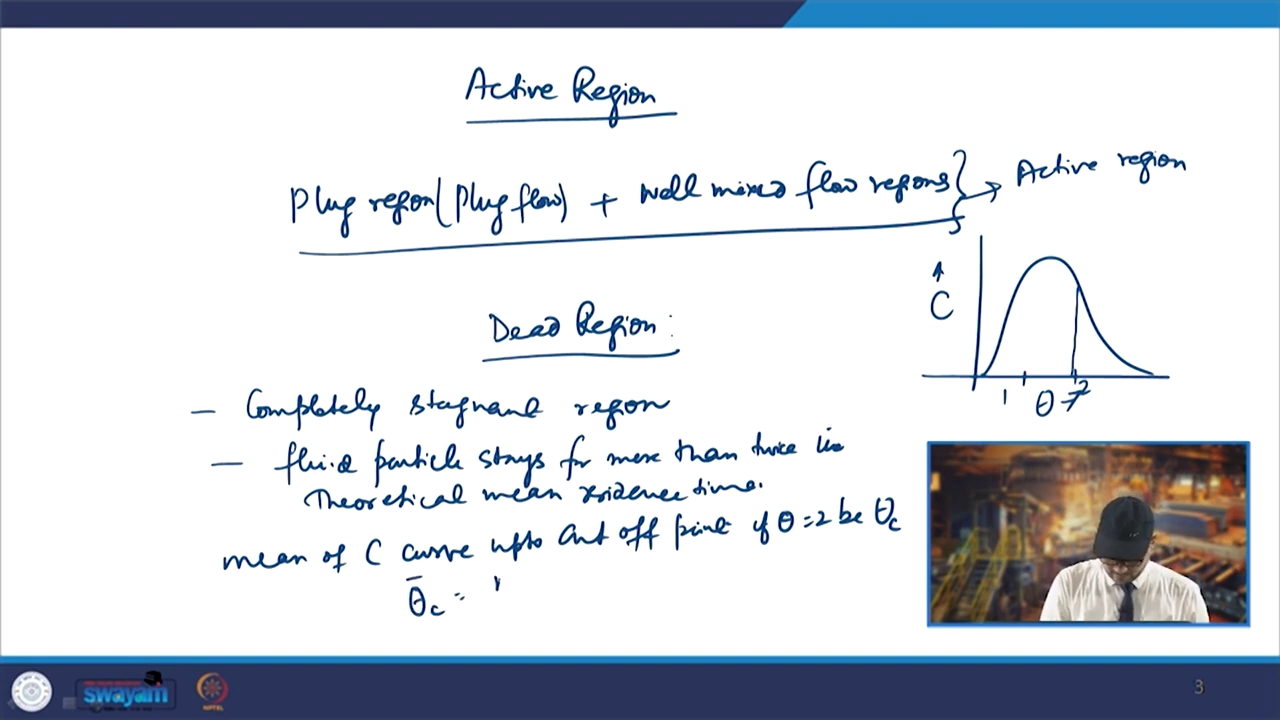 Active Region
Plug region (Plug flow) + Well mixed flow regions} → Active region
C
1 2
θ →
Dead Region:
— Completely stagnant region
— fluid particle stays for more than twice the
Theoretical mean residence time.
mean of C curve upto Cut off point if θ = 2 be θ̄c
θ̄c =
swayam
NPTEL
3